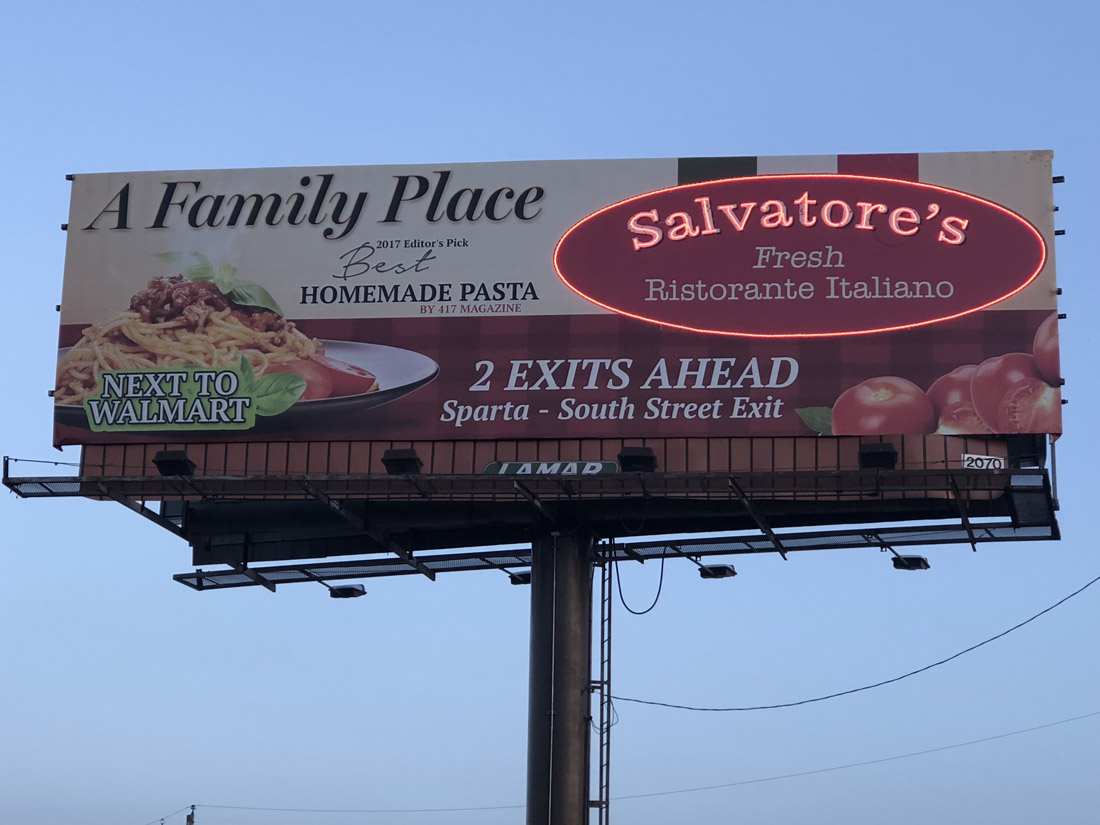 A Family Place
2017 Editor's Pick
Best
HOMEMADE PASTA
BY 417 MAGAZINE
Salvatore's
Fresh
Ristorante Italiano
2 EXITS AHEAD
Sparta - South Street Exit
NEXT TO
WALMART
LAMAR
2070